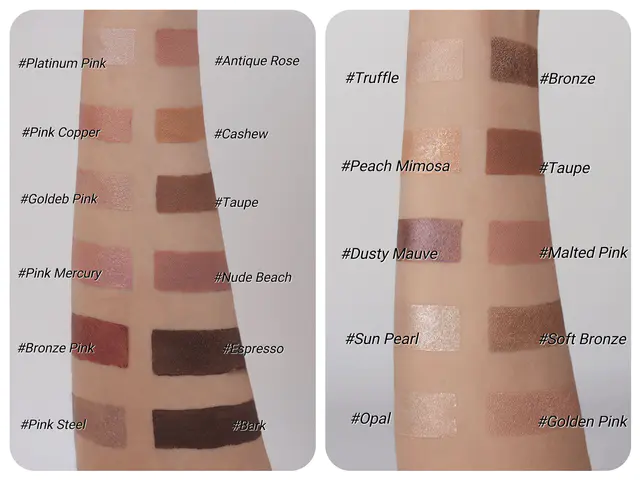 #Platinum Pink
#Antique Rose
#Pink Copper
#Cashew
#Goldeb Pink
#Taupe
#Pink Mercury
#Nude Beach
#Bronze Pink
#Espresso
#Pink Steel
#Bark
#Truffle
#Bronze
#Peach Mimosa
#Taupe
#Dusty Mauve
#Malted Pink
#Sun Pearl
#Soft Bronze
#Opal
#Golden Pink